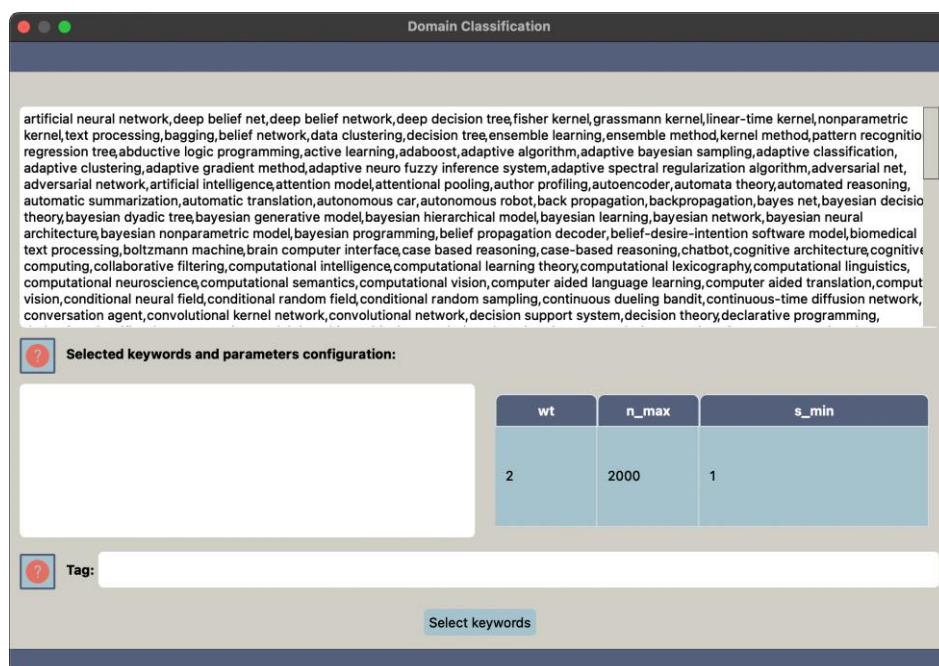 Domain Classification
artificial neural network,deep belief net,deep belief network,deep decision tree,fisher kernel,grassmann kernel,linear-time kernel,nonparametric
kernel,text processing,bagging,belief network,data clustering,decision tree,ensemble learning,ensemble method,kernel method,pattern recognitio
regression tree,abductive logic programming,active learning,adaboost,adaptive algorithm,adaptive bayesian sampling,adaptive classification,
adaptive clustering,adaptive gradient method,adaptive neuro fuzzy inference system,adaptive spectral regularization algorithm,adversarial net,
adversarial network,artificial intelligence,attention model,attentional pooling,author profiling,autoencoder,automata theory,automated reasoning,
automatic summarization,automatic translation,autonomous car,autonomous robot,back propagation,backpropagation,bayes net,bayesian decisio
theory,bayesian dyadic tree,bayesian generative model,bayesian hierarchical model,bayesian learning,bayesian network,bayesian neural
architecture,bayesian nonparametric model,bayesian programming,belief propagation decoder,belief-desire-intention software model,biomedical
text processing,boltzmann machine,brain computer interface,case based reasoning,case-based reasoning,chatbot,cognitive architecture,cognitive
computing,collaborative filtering,computational intelligence,computational learning theory,computational lexicography,computational linguistics,
computational neuroscience,computational semantics,computational vision,computer aided language learning,computer aided translation,comput
vision,conditional neural field,conditional random field,conditional random sampling,continuous dueling bandit,continuous-time diffusion network,
conversation agent,convolutional kernel network,convolutional network,decision support system,decision theory,declarative programming,
? Selected keywords and parameters configuration:
wt n_max s_min
2 2000 1
? Tag:
Select keywords